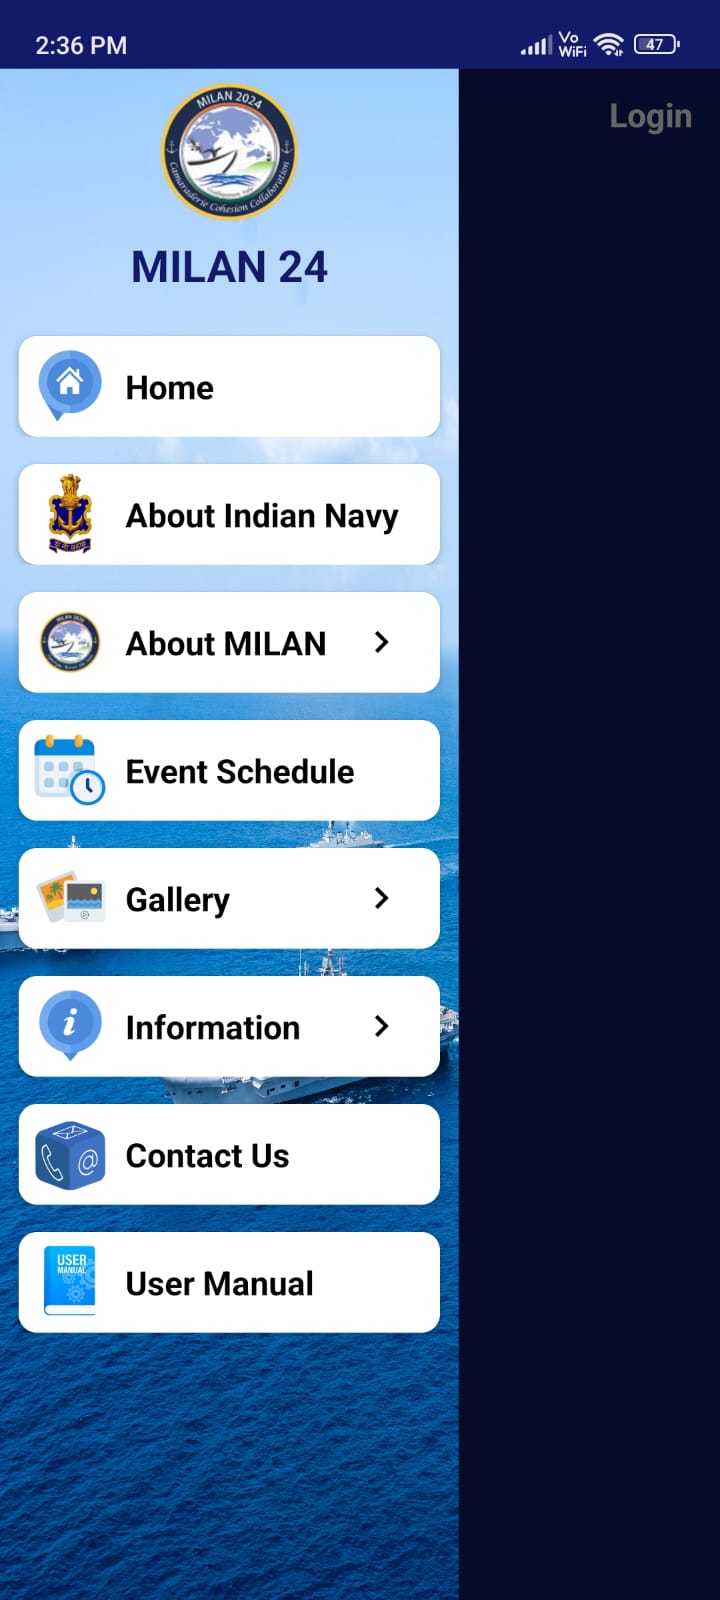 2:36 PM
Vo
WiFi
47
Login
MILAN 2024
Camaraderie Cohesion Collaboration
MILAN 24
Home
About Indian Navy
About MILAN
Event Schedule
Gallery
Information
Contact Us
USER
MANUAL
User Manual